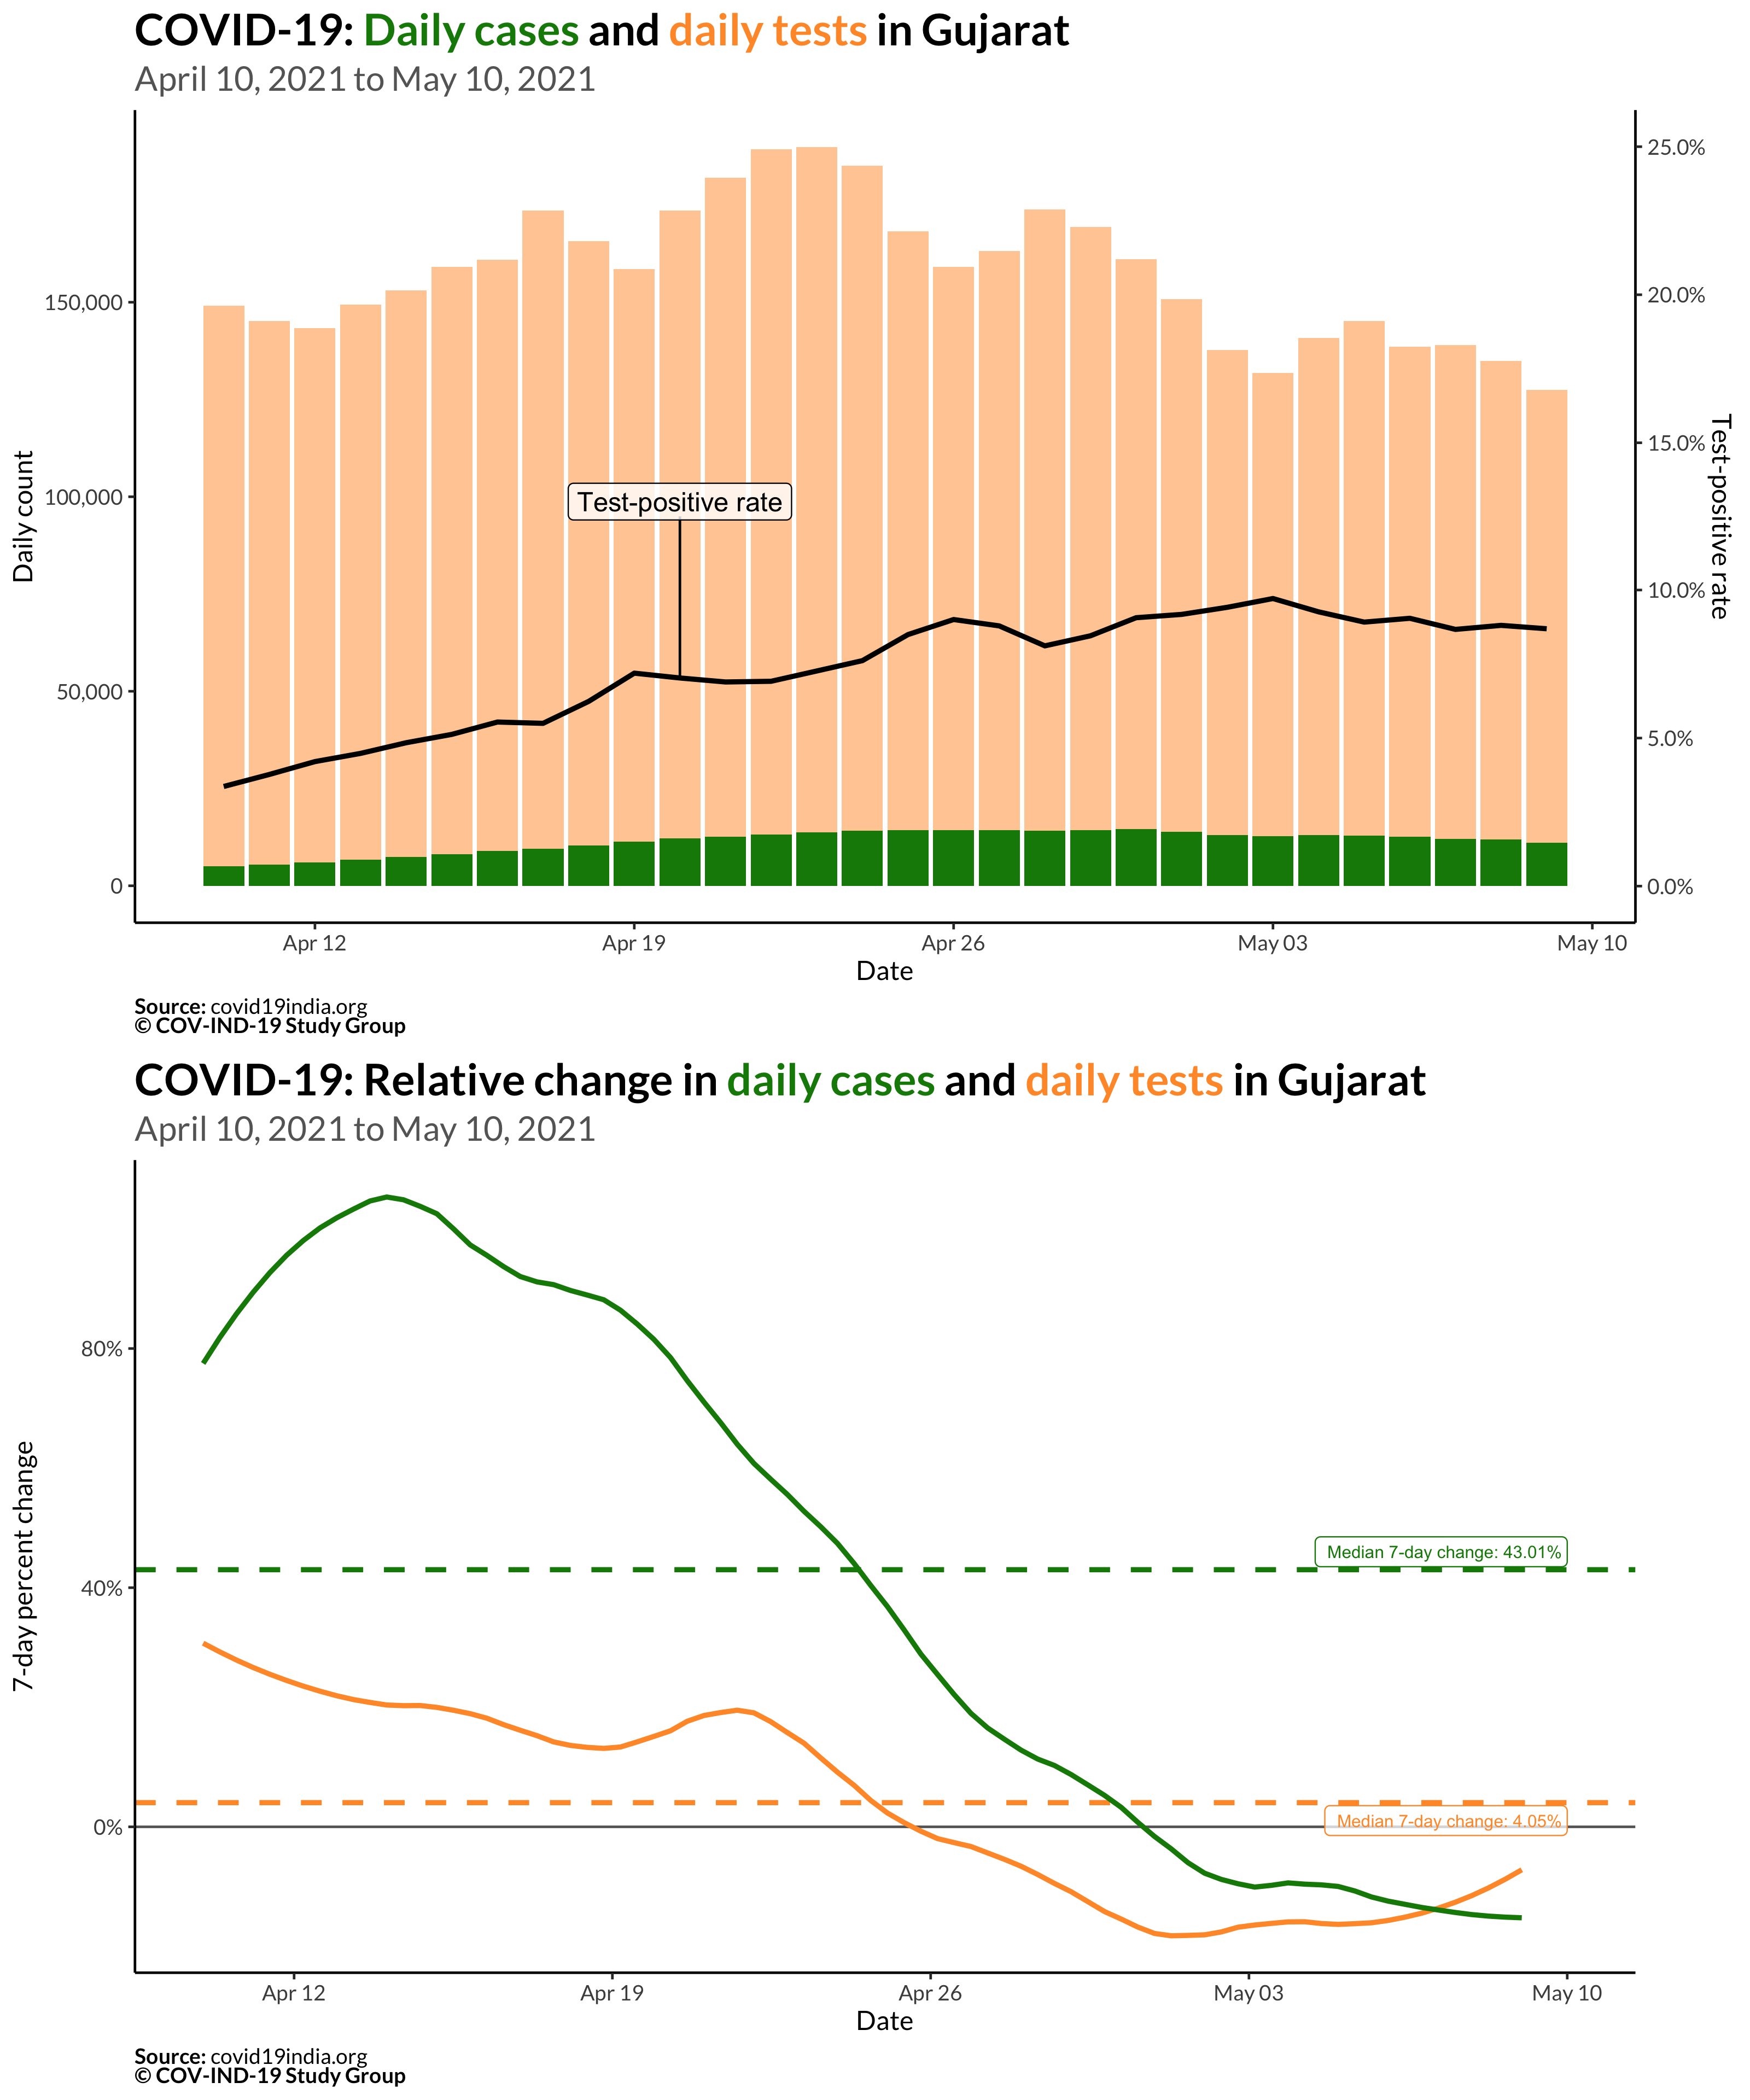 COVID-19: Daily cases and daily tests in Gujarat
April 10, 2021 to May 10, 2021
25.0%
20.0%
150,000
15.0%
Test-positive rate
Daily count
100,000
Test-positive rate
10.0%
50,000
5.0%
0
0.0%
Apr 12 Apr 19 Apr 26 May 03 May 10
Date
Source: covid19india.org
© COV-IND-19 Study Group
COVID-19: Relative change in daily cases and daily tests in Gujarat
April 10, 2021 to May 10, 2021
80%
7-day percent change
Median 7-day change: 43.01%
40%
Median 7-day change: 4.05%
0%
Apr 12 Apr 19 Apr 26 May 03 May 10
Date
Source: covid19india.org
© COV-IND-19 Study Group